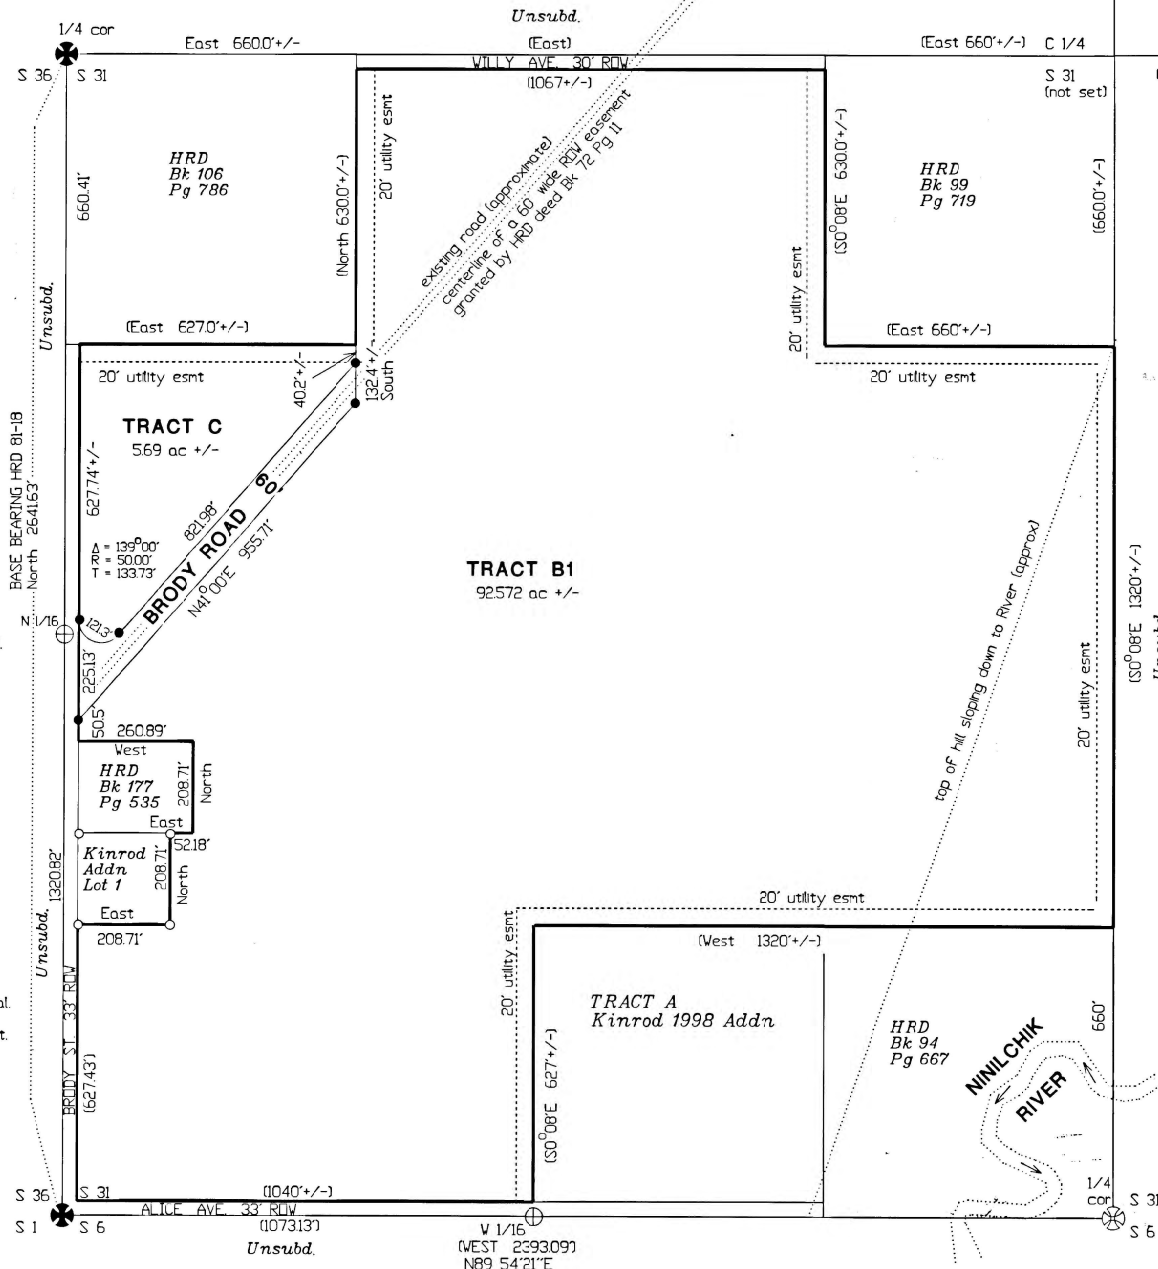 Unsubd.
1/4 cor
East 660.0'+/-
(East)
(East 660'+/-)
C 1/4
WILLY AVE. 30' ROW
S 36
S 31
(1067+/-)
S 31
(not set)
HRD
Bk 106
Pg 786
660.41'
(North 630.0'+/-)
20' utility esmt
existing road (approximate)
centerline of a 60' wide ROW easement
granted by HRD deed Bk 72 Pg 11
(S0°08'E 630.0'+/-)
HRD
Bk 99
Pg 719
(660.0'+/-)
20' utility esmt
Unsubd.
(East 627.0'+/-)
(East 660'+/-)
20' utility esmt
40.2'+/-
132.4'+/-
South
20' utility esmt
TRACT C
5.69 ac +/-
BASE BEARING HRD 81-18
North 2641.63'
627.74'+/-
821.98'
BRODY ROAD 60'
N41°00'E 955.71'
Δ = 139°00'
R = 50.00'
T = 133.73'
TRACT B1
92.572 ac +/-
top of hill sloping down to River (approx)
(S0°08'E 1320'+/-)
N 1/16
121.3'
225.13'
20' utility esmt
50.5'
260.89'
West
HRD
Bk 177
Pg 535
208.71'
North
East
52.18'
Kinrod
Addn
Lot 1
208.71'
North
1320.82'
East
208.71'
20' utility esmt
20' utility esmt
(West 1320'+/-)
Unsubd.
BRODY ST. 33' ROW
(627.43')
TRACT A
Kinrod 1998 Addn
(S0°08'E 627'+/-)
HRD
Bk 94
Pg 667
660'
NINILCHIK
RIVER
S 36
S 31
(1040'+/-)
1/4
cor
S 31
ALICE AVE. 33' ROW
S 1
S 6
(1073.13')
W 1/16
S 6
Unsubd.
(WEST 2393.09')
N89 54'21"E